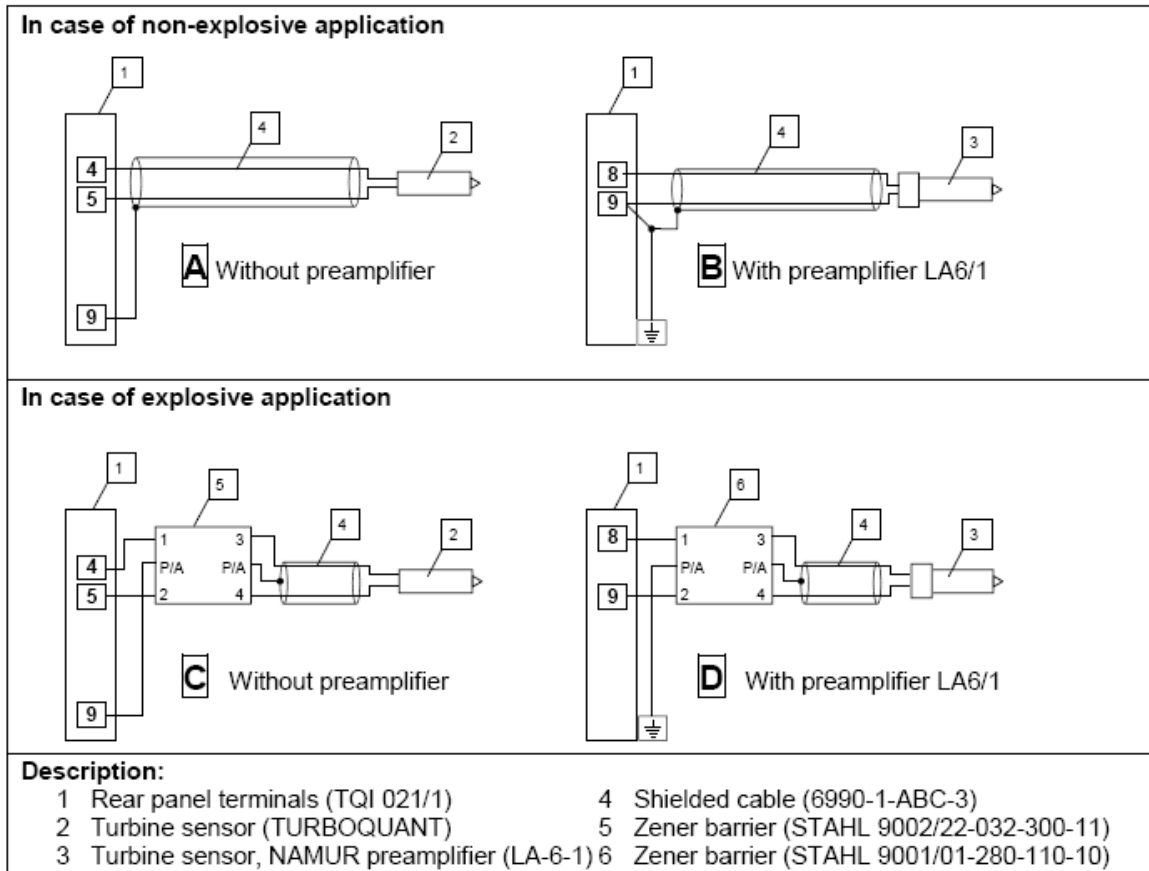 In case of non-explosive application
1
4
2
4
5
9
A Without preamplifier
1
4
3
8
9
B With preamplifier LA6/1
In case of explosive application
1
5
4
2
4
5
9
1 3
P/A P/A
2 4
C Without preamplifier
1
6
4
3
8
9
1 3
P/A P/A
2 4
D With preamplifier LA6/1
Description:
1 Rear panel terminals (TQI 021/1)
2 Turbine sensor (TURBOQUANT)
3 Turbine sensor, NAMUR preamplifier (LA-6-1)
4 Shielded cable (6990-1-ABC-3)
5 Zener barrier (STAHL 9002/22-032-300-11)
6 Zener barrier (STAHL 9001/01-280-110-10)